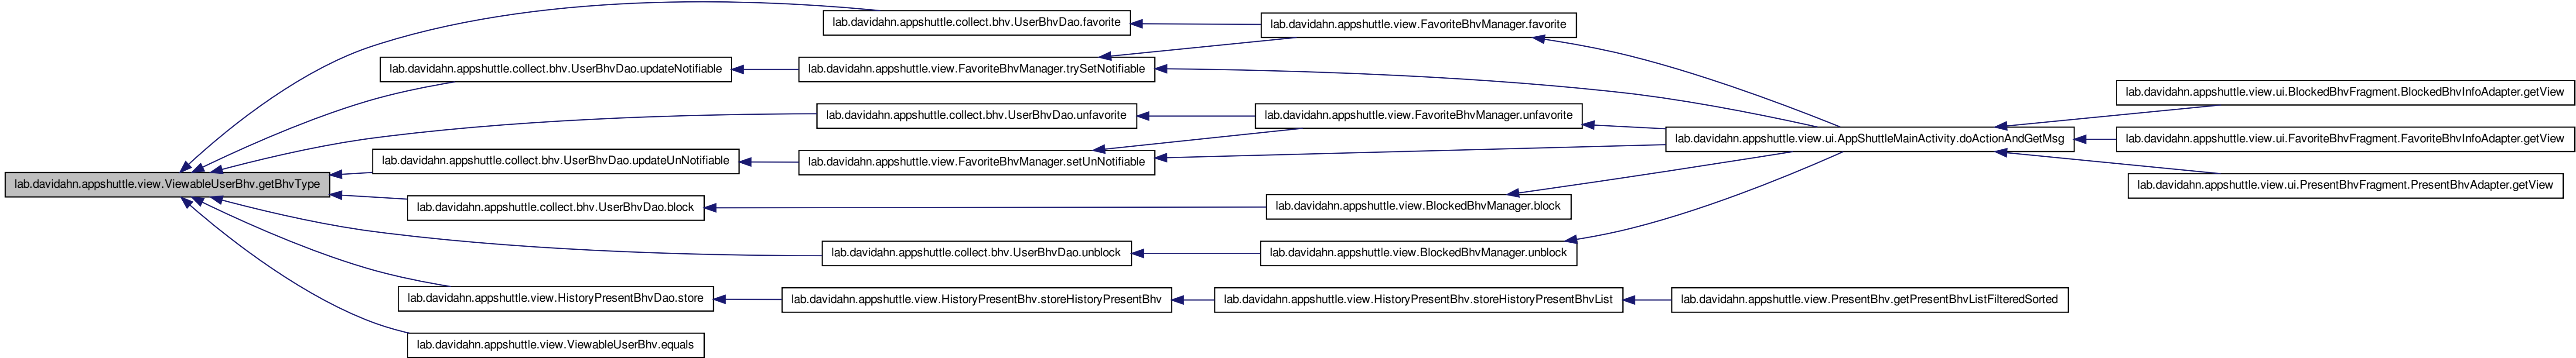 lab.davidahn.appshuttle.view.ViewableUserBhv.getBhvType
lab.davidahn.appshuttle.collect.bhv.UserBhvDao.favorite
lab.davidahn.appshuttle.view.FavoriteBhvManager.favorite
lab.davidahn.appshuttle.collect.bhv.UserBhvDao.updateNotifiable
lab.davidahn.appshuttle.view.FavoriteBhvManager.trySetNotifiable
lab.davidahn.appshuttle.collect.bhv.UserBhvDao.unfavorite
lab.davidahn.appshuttle.view.FavoriteBhvManager.unfavorite
lab.davidahn.appshuttle.collect.bhv.UserBhvDao.updateUnNotifiable
lab.davidahn.appshuttle.view.FavoriteBhvManager.setUnNotifiable
lab.davidahn.appshuttle.collect.bhv.UserBhvDao.block
lab.davidahn.appshuttle.view.BlockedBhvManager.block
lab.davidahn.appshuttle.collect.bhv.UserBhvDao.unblock
lab.davidahn.appshuttle.view.BlockedBhvManager.unblock
lab.davidahn.appshuttle.view.ui.AppShuttleMainActivity.doActionAndGetMsg
lab.davidahn.appshuttle.view.ui.BlockedBhvFragment.BlockedBhvInfoAdapter.getView
lab.davidahn.appshuttle.view.ui.FavoriteBhvFragment.FavoriteBhvInfoAdapter.getView
lab.davidahn.appshuttle.view.ui.PresentBhvFragment.PresentBhvAdapter.getView
lab.davidahn.appshuttle.view.HistoryPresentBhvDao.store
lab.davidahn.appshuttle.view.HistoryPresentBhv.storeHistoryPresentBhv
lab.davidahn.appshuttle.view.HistoryPresentBhv.storeHistoryPresentBhvList
lab.davidahn.appshuttle.view.PresentBhv.getPresentBhvListFilteredSorted
lab.davidahn.appshuttle.view.ViewableUserBhv.equals